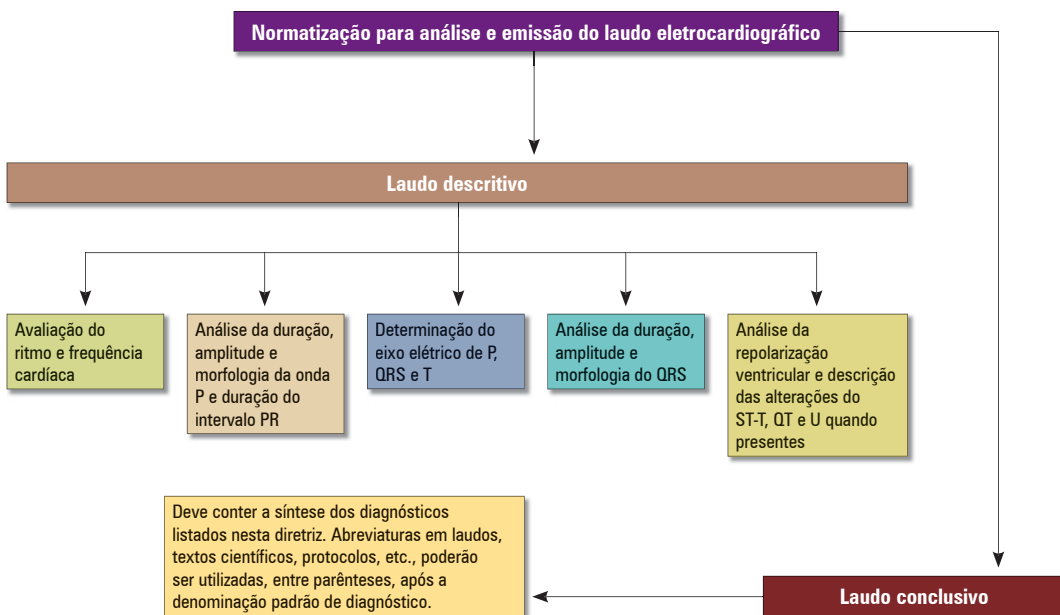 Normatização para análise e emissão do laudo eletrocardiográfico
Laudo descritivo
Avaliação do
ritmo e frequência
cardíaca
Análise da duração,
amplitude e
morfologia da onda
P e duração do
intervalo PR
Determinação do
eixo elétrico de P,
QRS e T
Análise da duração,
amplitude e
morfologia do QRS
Análise da
repolarização
ventricular e descrição
das alterações do
ST-T, QT e U quando
presentes
Deve conter a síntese dos diagnósticos
listados nesta diretriz. Abreviaturas em laudos,
textos científicos, protocolos, etc., poderão
ser utilizadas, entre parênteses, após a
denominação padrão de diagnóstico.
Laudo conclusivo